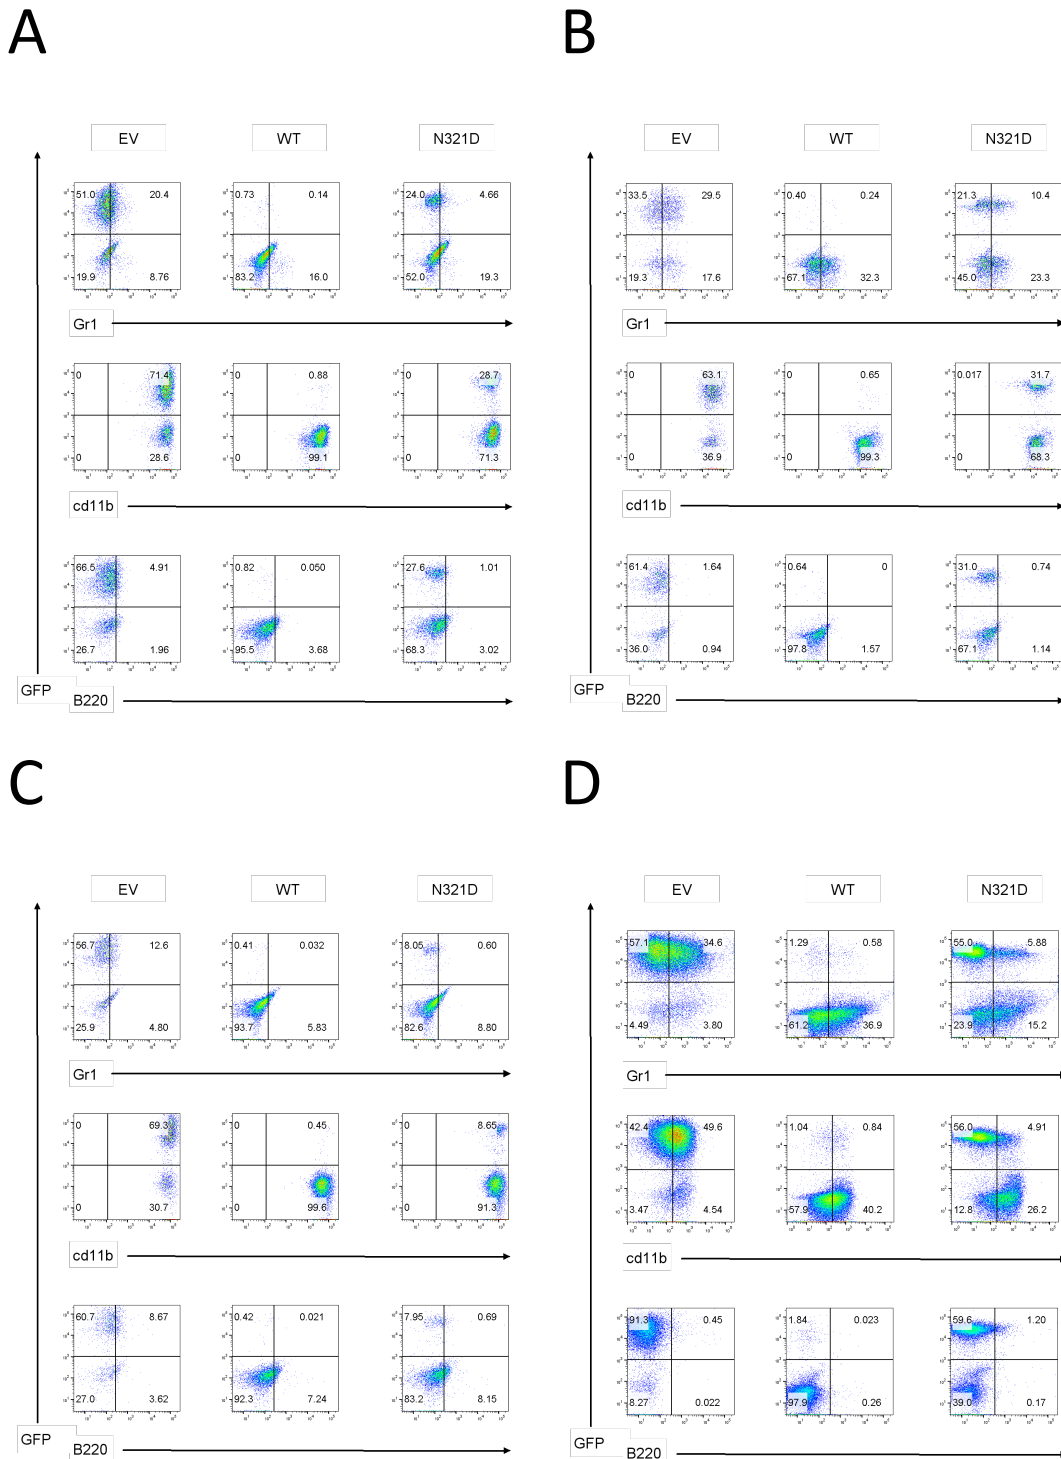 A
B
EV WT N321D
EV WT N321D
51.0 20.4 0.73 0.14 24.0 4.66
19.9 8.76 83.2 16.0 52.0 19.3
Gr1
33.5 29.5 0.40 0.24 21.3 10.4
19.3 17.6 67.1 32.3 45.0 23.3
Gr1
0 71.4 0 0.88 0 28.7
0 28.6 0 99.1 0 71.3
cd11b
0 63.1 0 0.65 0.017 31.7
0 36.9 0 99.3 0 68.3
cd11b
66.5 4.91 0.82 0.050 27.6 1.01
26.7 1.96 95.5 3.68 68.3 3.02
GFP
B220
61.4 1.64 0.64 0 31.0 0.74
36.0 0.94 97.8 1.57 67.1 1.14
GFP
B220
C
D
EV WT N321D
EV WT N321D
56.7 12.6 0.41 0.032 8.05 0.60
25.9 4.80 93.7 5.83 82.6 8.80
Gr1
57.1 34.6 1.29 0.58 55.0 5.88
4.49 3.80 61.2 36.9 23.9 15.2
Gr1
0 69.3 0 0.45 0 8.65
0 30.7 0 99.6 0 91.3
cd11b
42.4 49.6 1.04 0.84 56.0 4.91
3.47 4.54 57.9 40.2 12.8 26.2
cd11b
60.7 8.67 0.42 0.021 7.95 0.69
27.0 3.62 92.3 7.24 83.2 8.15
GFP
B220
91.3 0.45 1.84 0.023 59.6 1.20
8.27 0.022 97.9 0.26 39.0 0.17
GFP
B220